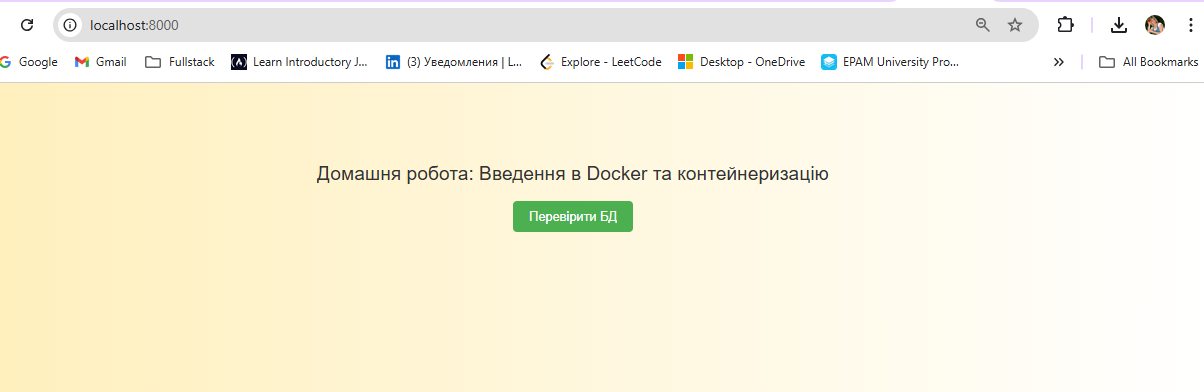 localhost:8000
Google Gmail Fullstack Learn Introductory J... (3) Уведомления | L... Explore - LeetCode Desktop - OneDrive EPAM University Pro... » All Bookmarks
Домашня робота: Введення в Docker та контейнеризацію
Перевірити БД